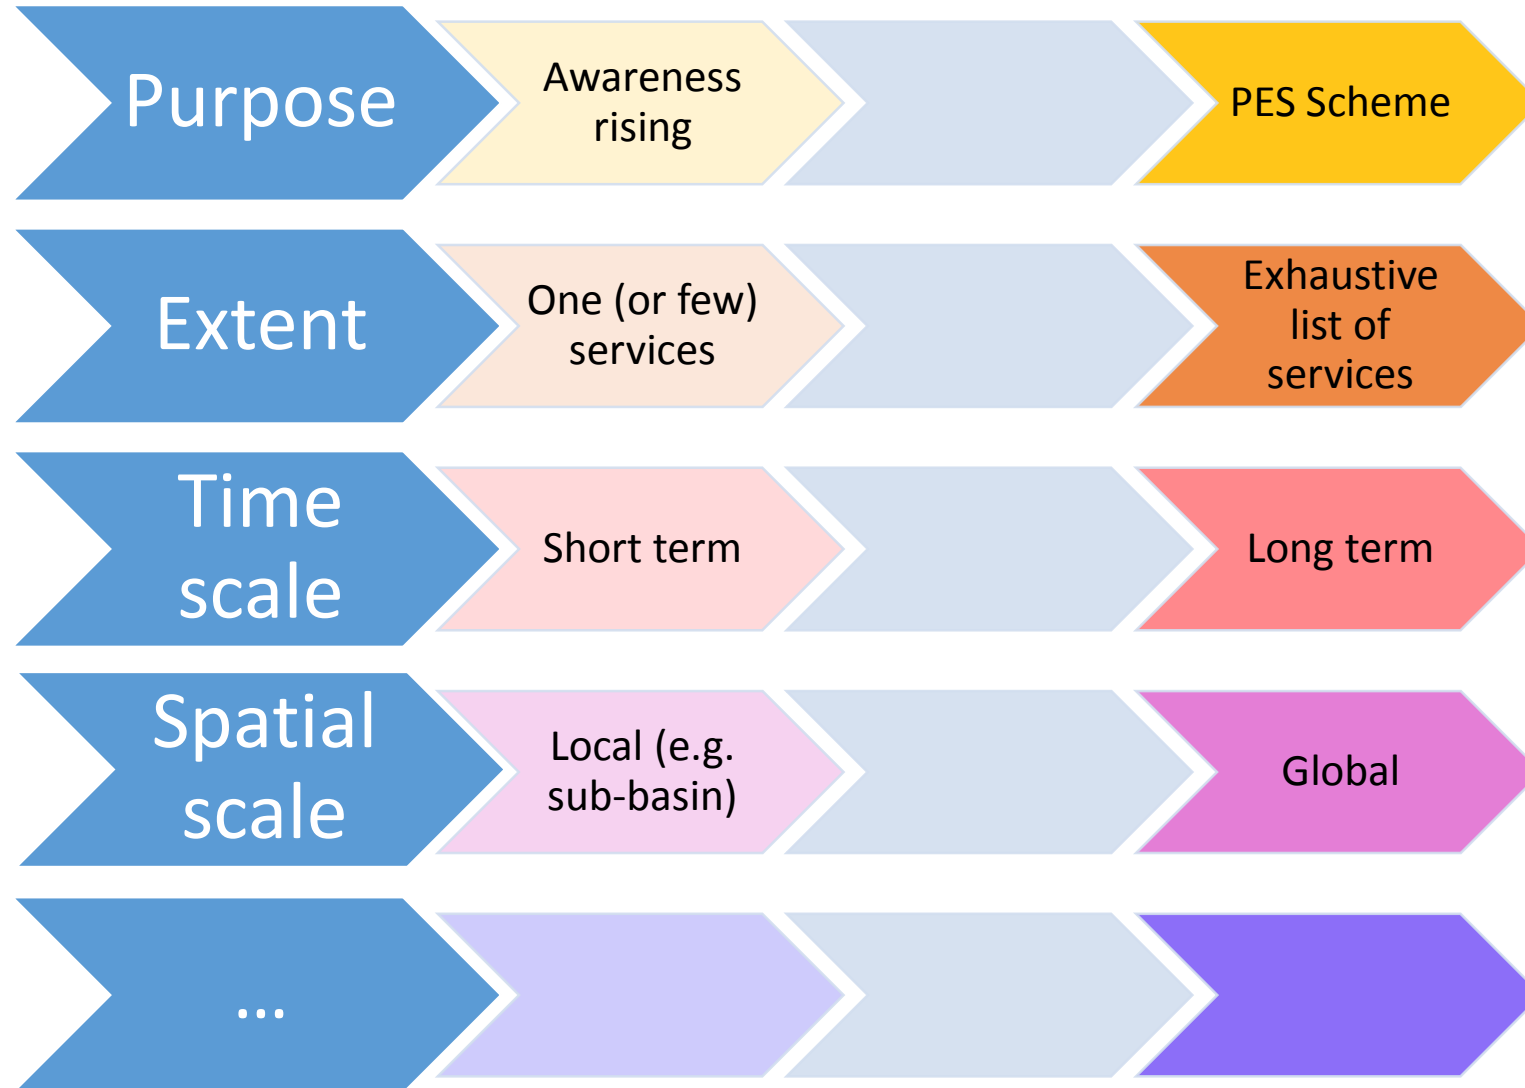 Purpose
Awareness
rising
PES Scheme
Extent
One (or few)
services
Exhaustive
list of
services
Time
scale
Short term
Long term
Spatial
scale
Local (e.g.
sub-basin)
Global
...